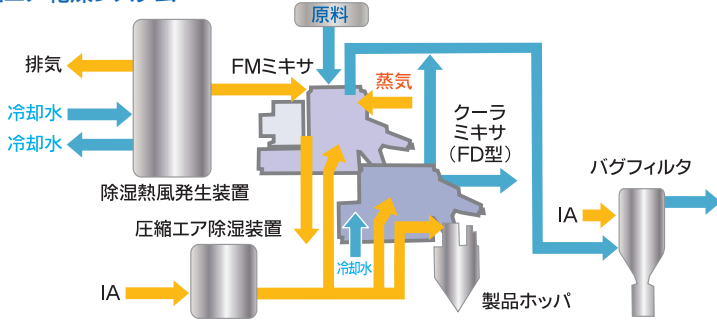 原料
排気
FMミキサ
蒸気
冷却水
冷却水
クーラ
ミキサ
（FD型）
バグフィルタ
除湿熱風発生装置
圧縮エア除湿装置
IA
冷却水
IA
製品ホッパ